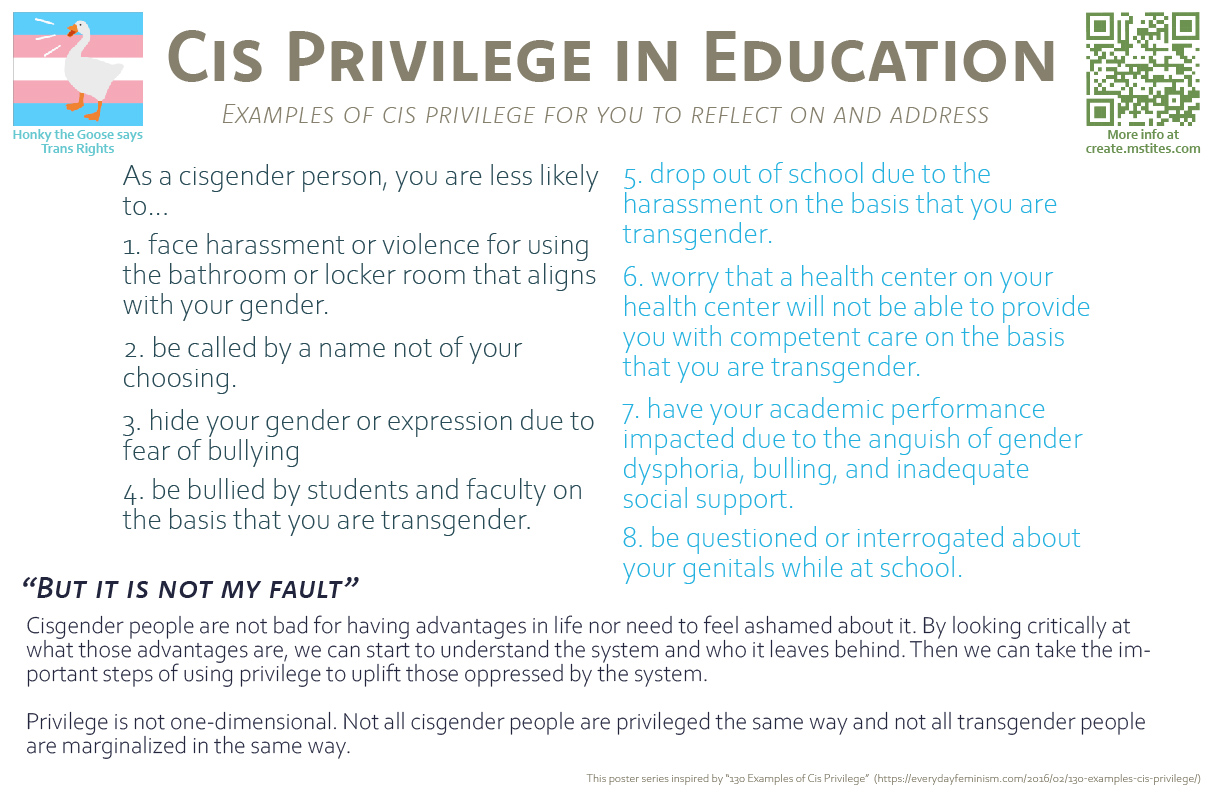 Cis Privilege in Education
Examples of cis privilege for you to reflect on and address
Honky the Goose says
Trans Rights
More info at
create.mstites.com
As a cisgender person, you are less likely
to...
1. face harassment or violence for using
the bathroom or locker room that aligns
with your gender.
2. be called by a name not of your
choosing.
3. hide your gender or expression due to
fear of bullying
4. be bullied by students and faculty on
the basis that you are transgender.
5. drop out of school due to the
harassment on the basis that you are
transgender.
6. worry that a health center on your
health center will not be able to provide
you with competent care on the basis
that you are transgender.
7. have your academic performance
impacted due to the anguish of gender
dysphoria, bulling, and inadequate
social support.
8. be questioned or interrogated about
your genitals while at school.
“But it is not my fault”
Cisgender people are not bad for having advantages in life nor need to feel ashamed about it. By looking critically at
what those advantages are, we can start to understand the system and who it leaves behind. Then we can take the im-
portant steps of using privilege to uplift those oppressed by the system.
Privilege is not one-dimensional. Not all cisgender people are privileged the same way and not all transgender people
are marginalized in the same way.
This poster series inspired by “130 Examples of Cis Privilege” (https://everydayfeminism.com/2016/02/130-examples-cis-privilege/)